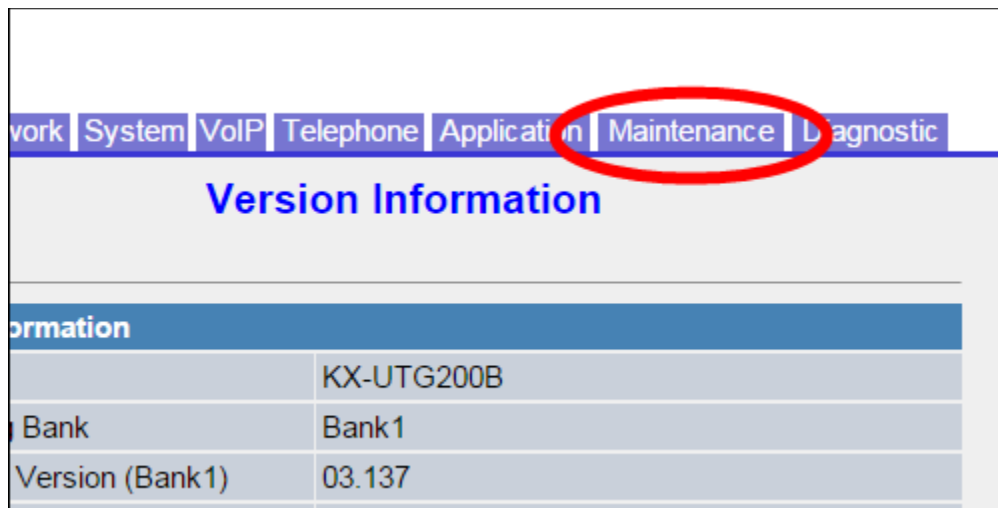 work System VoIP Telephone Application Maintenance Diagnostic
Version Information
ormation
KX-UTG200B
g Bank Bank1
Version (Bank1) 03.137